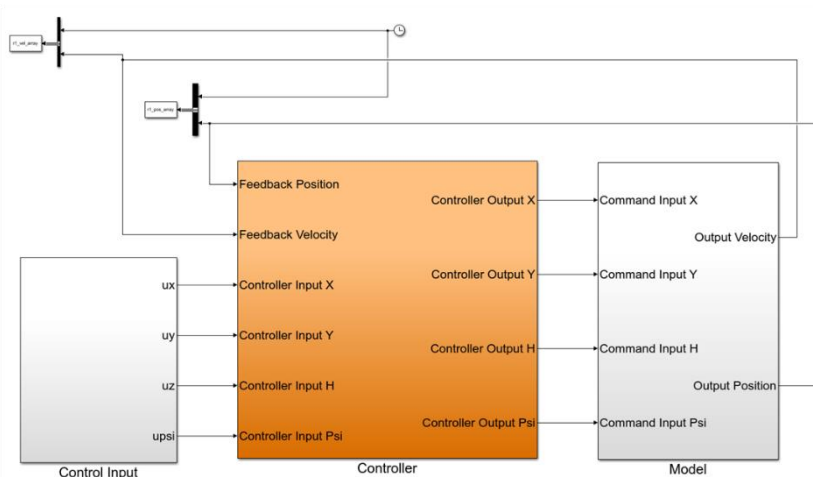 r1_vel_array
r1_pos_array
Feedback Position
Feedback Velocity
Controller Input X
Controller Input Y
Controller Input H
Controller Input Psi
Controller Output X
Controller Output Y
Controller Output H
Controller Output Psi
Command Input X
Command Input Y
Command Input H
Command Input Psi
Output Velocity
Output Position
ux
uy
uz
upsi
Control Input
Controller
Model